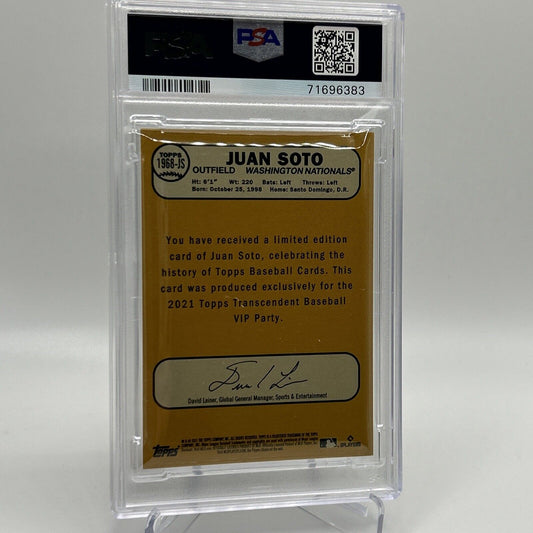 PSA
PSA
71696383
TOPPS
1968-JS
JUAN SOTO
OUTFIELD WASHINGTON NATIONALS®
Ht: 6'1" Wt: 220 Bats: Left Throws: Left
Born: October 25, 1998 Home: Santo Domingo, D.R.
You have received a limited edition
card of Juan Soto, celebrating the
history of Topps Baseball Cards. This
card was produced exclusively for the
2021 Topps Transcendent Baseball
VIP Party.
David Leiner, Global General Manager, Sports & Entertainment
Topps